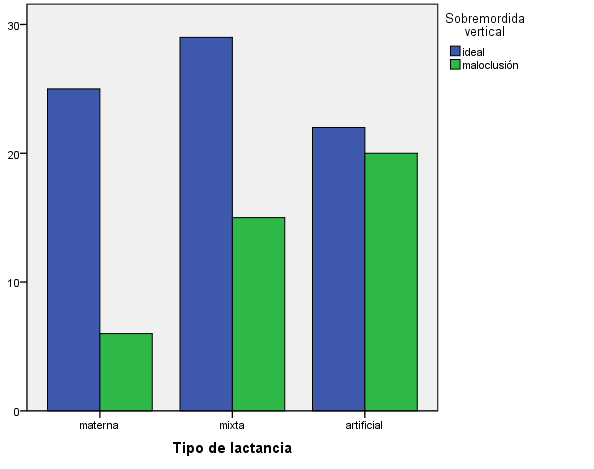 Sobremordida
vertical
ideal
maloclusión
30
20
10
0
materna
mixta
artificial
Tipo de lactancia